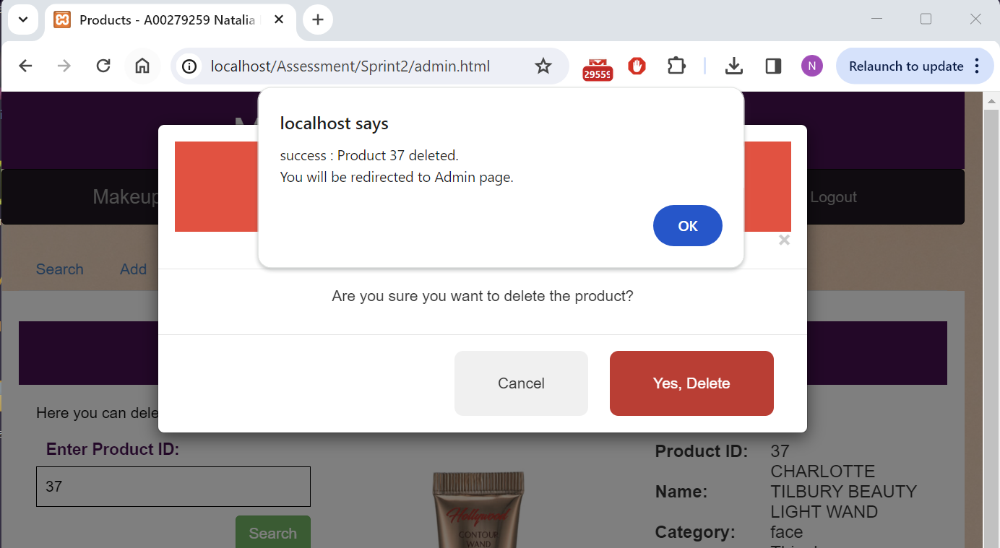 Products - A00279259 Natalia
localhost/Assessment/Sprint2/admin.html
29555
N
Relaunch to update
localhost says
success : Product 37 deleted.
You will be redirected to Admin page.
OK
M
Makeup
Logout
Search
Add
Are you sure you want to delete the product?
Cancel
Yes, Delete
Here you can dele
Enter Product ID:
37
Search
Hollywood
CONTOUR
WAND
Product ID: 37
Name: CHARLOTTE
TILBURY BEAUTY
LIGHT WAND
Category: face